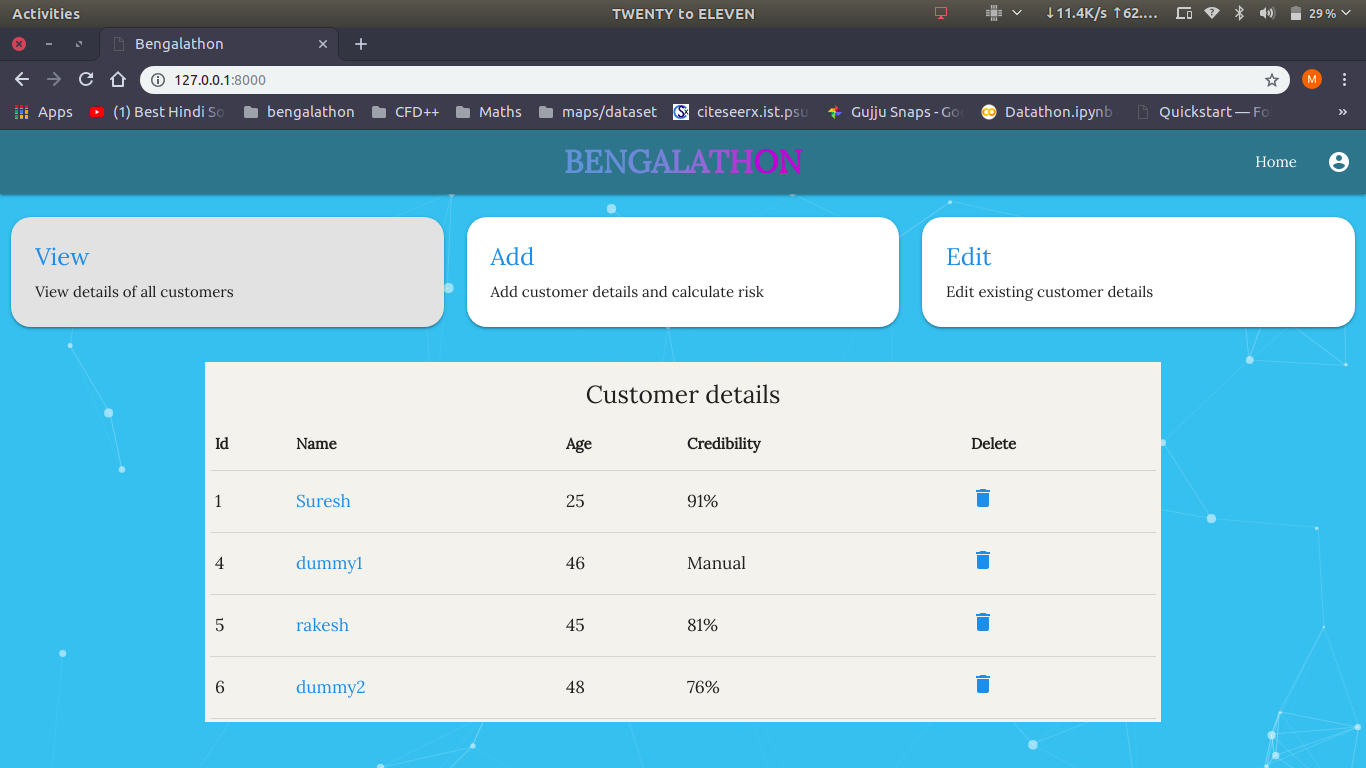 Activities TWENTY to ELEVEN ↓11.4K/s ↑62.... 29 %
Bengalathon
127.0.0.1:8000 M
Apps (1) Best Hindi So bengalathon CFD++ Maths maps/dataset citeseerx.ist.psu Gujju Snaps - Goo Datathon.ipynb Quickstart — Fo »
BENGALATHON Home
View Add Edit
View details of all customers Add customer details and calculate risk Edit existing customer details
Customer details
Id Name Age Credibility Delete
1 Suresh 25 91%
4 dummy1 46 Manual
5 rakesh 45 81%
6 dummy2 48 76%